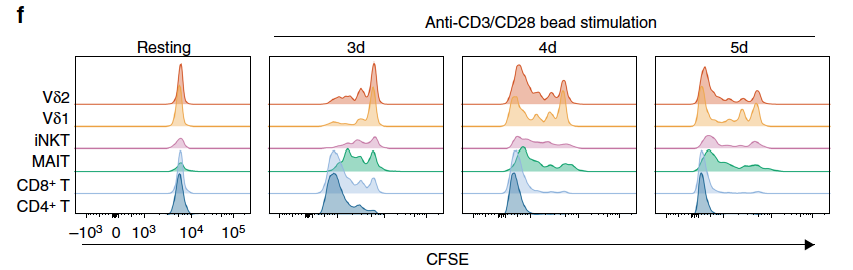 f
Anti-CD3/CD28 bead stimulation
Resting 3d 4d 5d
Vδ2
Vδ1
iNKT
MAIT
CD8⁺ T
CD4⁺ T
−10³ 0 10³ 10⁴ 10⁵
CFSE